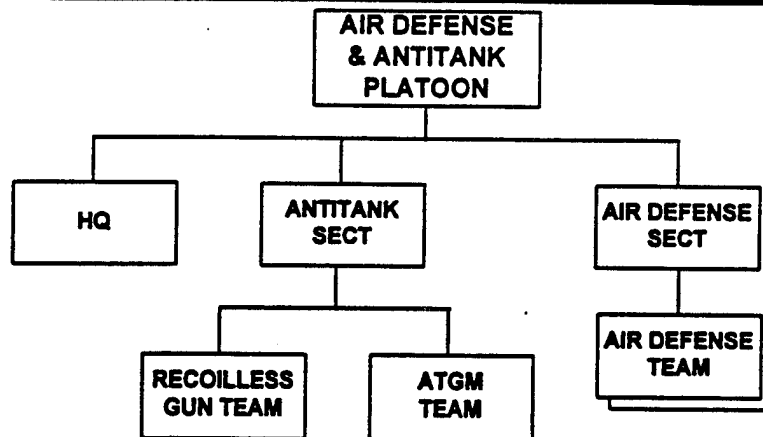 AIR DEFENSE
& ANTITANK
PLATOON
HQ
ANTITANK
SECT
AIR DEFENSE
SECT
RECOILLESS
GUN TEAM
ATGM
TEAM
AIR DEFENSE
TEAM